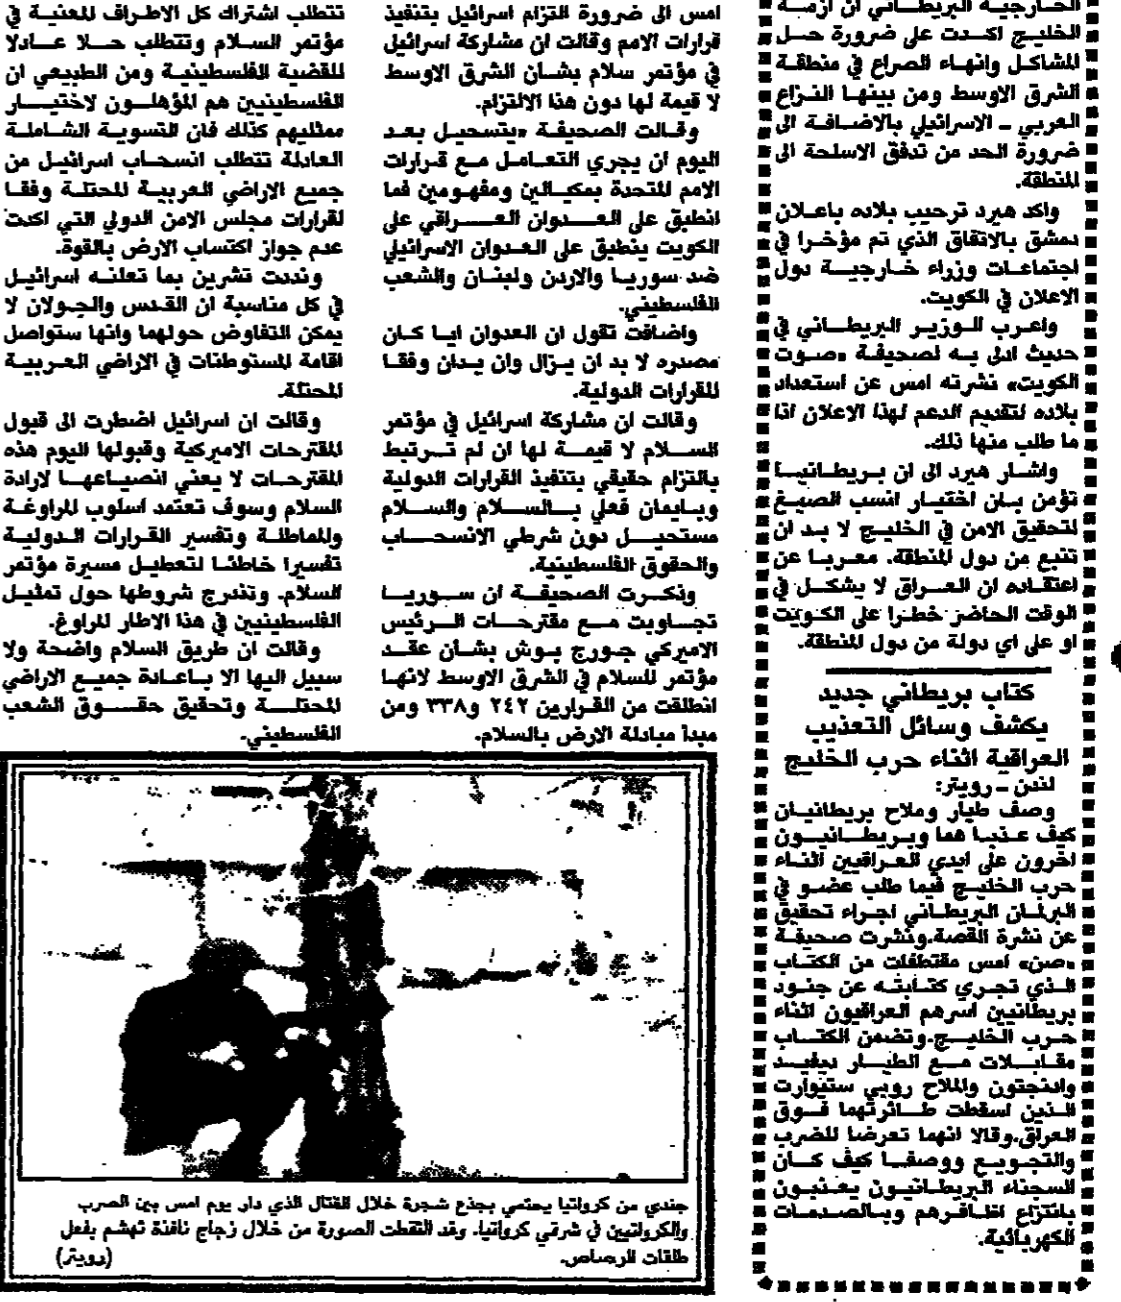 الخارجية البريطاني ان ازمة
الخليج اكدت على ضرورة حل
المشاكل وانهاء الصراع في منطقة
الشرق الاوسط ومن بينها النزاع
العربي ـ الاسرائيلي بالاضافة الى
ضرورة الحد من تدفق الاسلحة الى
المنطقة.
واكد هيرد ترحيب بلاده باعلان
دمشق بالاتفاق الذي تم مؤخرا في
اجتماعات وزراء خارجية دول
الاعلان في الكويت.
واعرب الوزير البريطاني في
حديث ادلى به لصحيفة «صوت
الكويت» نشرته امس عن استعداد
بلاده لتقديم الدعم لهذا الاعلان اذا
ما طلب منها ذلك.
واشار هيرد الى ان بريطانيا
تؤمن بان اختيار انسب الصيغ
لتحقيق الامن في الخليج لا بد ان
تنبع من دول المنطقة. معربا عن
اعتقاده ان العراق لا يشكل في
الوقت الحاضر خطرا على الكويت
او على اي دولة من دول المنطقة.
كتاب بريطاني جديد
يكشف وسائل التعذيب
العراقية اثناء حرب الخليج
لندن ـ رويتر:
وصف طيار وملاح بريطانيان
كيف عذبا هما وبريطانيون
اخرون على ايدي العراقيين اثناء
حرب الخليج فيما طلب عضو في
البرلمان البريطاني اجراء تحقيق
عن نشرة القصة.ونشرت صحيفة
«صن» امس مقتطفات من الكتاب
الذي تجري كتابته عن جنود
بريطانيين اسرهم العراقيون اثناء
حرب الخليج.وتضمن الكتاب
مقابلات مع الطيار ديفيد
وادنجتون والملاح روبي ستيوارت
الذين اسقطت طائرتهما فوق
العراق.وقالا انهما تعرضا للضرب
والتجويع ووصفا كيف كان
السجناء البريطانيون يعذبون
بانتزاع اظافرهم وبالصدمات
الكهربائية.
امس الى ضرورة التزام اسرائيل بتنفيذ
قرارات الامم وقالت ان مشاركة اسرائيل
في مؤتمر سلام بشأن الشرق الاوسط
لا قيمة لها دون هذا الالتزام.
وقالت الصحيفة «يتسحيل بعد
اليوم ان يجري التعامل مع قرارات
الامم المتحدة بمكيالين ومفهومين فما
انطبق على العدوان العراقي على
الكويت ينطبق على العدوان الاسرائيلي
ضد سوريا والاردن ولبنان والشعب
الفلسطيني.
واضافت تقول ان العدوان ايا كان
مصدره لا بد ان يزال وان يدان وفقا
للقرارات الدولية.
وقالت ان مشاركة اسرائيل في مؤتمر
السلام لا قيمة لها ان لم ترتبط
بالتزام حقيقي بتنفيذ القرارات الدولية
وبايمان فعلي بالسلام والسلام
مستحيل دون شرطي الانسحاب
والحقوق الفلسطينية.
وذكرت الصحيفة ان سوريا
تجاوبت مع مقترحات الرئيس
الاميركي جورج بوش بشأن عقد
مؤتمر للسلام في الشرق الاوسط لانها
انطلقت من القرارين ٢٤٢ و٣٣٨ ومن
مبدأ مبادلة الارض بالسلام.
تتطلب اشتراك كل الاطراف المعنية في
مؤتمر السلام وتتطلب حلا عادلا
للقضية الفلسطينية ومن الطبيعي ان
الفلسطينيين هم المؤهلون لاختيار
ممثليهم كذلك فان التسوية الشاملة
العادلة تتطلب انسحاب اسرائيل من
جميع الاراضي العربية المحتلة وفقا
لقرارات مجلس الامن الدولي التي اكدت
عدم جواز اكتساب الارض بالقوة.
ونددت تشرين بما تعلنه اسرائيل
في كل مناسبة ان القدس والجولان لا
يمكن التفاوض حولهما وانها ستواصل
اقامة المستوطنات في الاراضي العربية
المحتلة.
وقالت ان اسرائيل اضطرت الى قبول
المقترحات الاميركية وقبولها اليوم هذه
المقترحات لا يعني انصياعها لارادة
السلام وسوف تعتمد اسلوب المراوغة
والمماطلة وتفسير القرارات الدولية
تفسيرا خاطئا لتعطيل مسيرة مؤتمر
السلام. وتندرج شروطها حول تمثيل
الفلسطينيين في هذا الاطار المراوغ.
وقالت ان طريق السلام واضحة ولا
سبيل اليها الا باعادة جميع الاراضي
المحتلة وتحقيق حقوق الشعب
الفلسطيني.
جندي من كرواتيا يحتمي بجذع شجرة خلال القتال الذي دار يوم امس بين الصرب
والكرواتيين في شرقي كرواتيا. وقد التقطت الصورة من خلال زجاج نافذة تهشم بفعل
طلقات الرصاص. (رويتر)